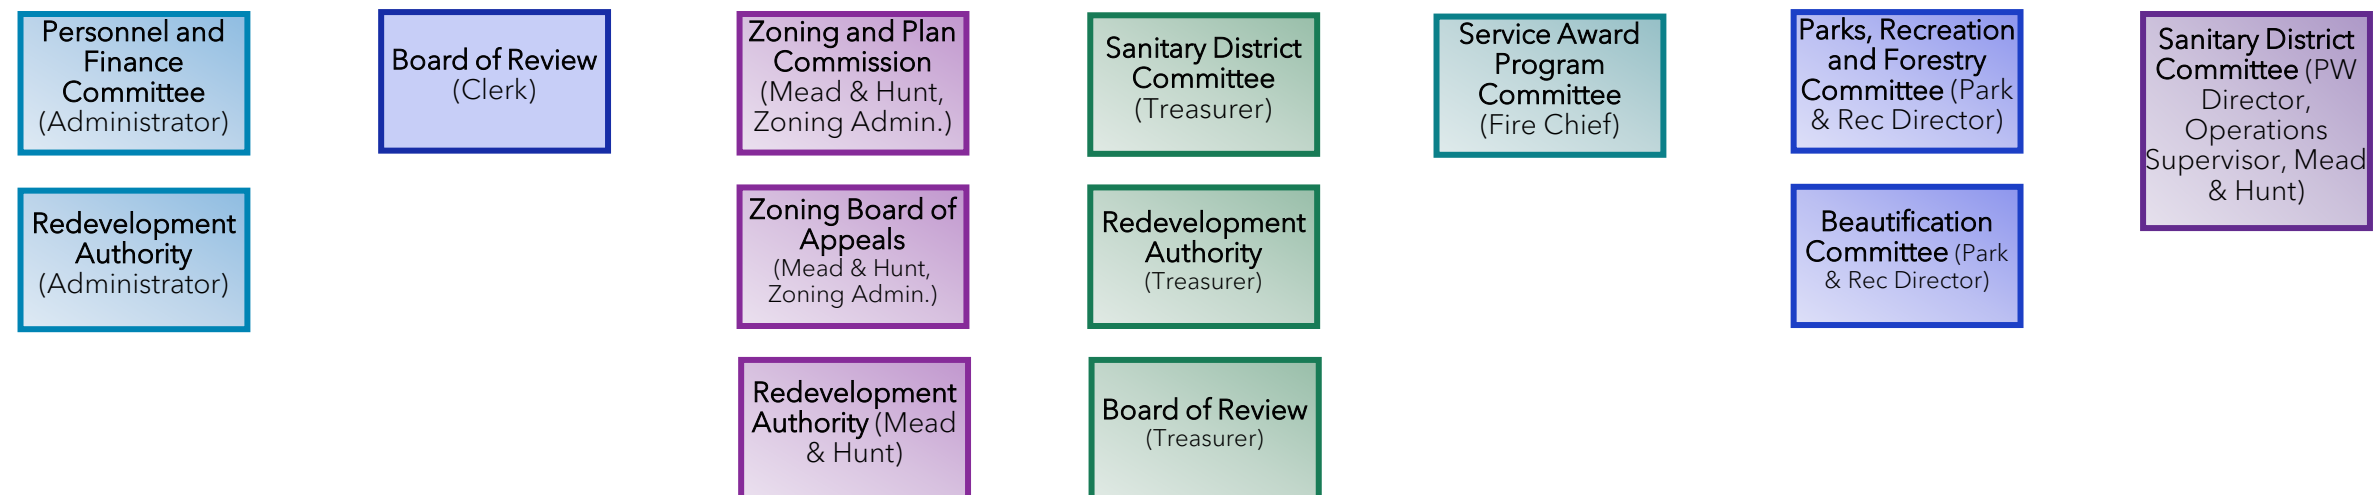 Personnel and
Finance
Committee
(Administrator)
Redevelopment
Authority
(Administrator)
Board of Review
(Clerk)
Zoning and Plan
Commission
(Mead & Hunt,
Zoning Admin.)
Zoning Board of
Appeals
(Mead & Hunt,
Zoning Admin.)
Redevelopment
Authority (Mead
& Hunt)
Sanitary District
Committee
(Treasurer)
Redevelopment
Authority
(Treasurer)
Board of Review
(Treasurer)
Service Award
Program
Committee
(Fire Chief)
Parks, Recreation
and Forestry
Committee (Park
& Rec Director)
Beautification
Committee (Park
& Rec Director)
Sanitary District
Committee (PW
Director,
Operations
Supervisor, Mead
& Hunt)